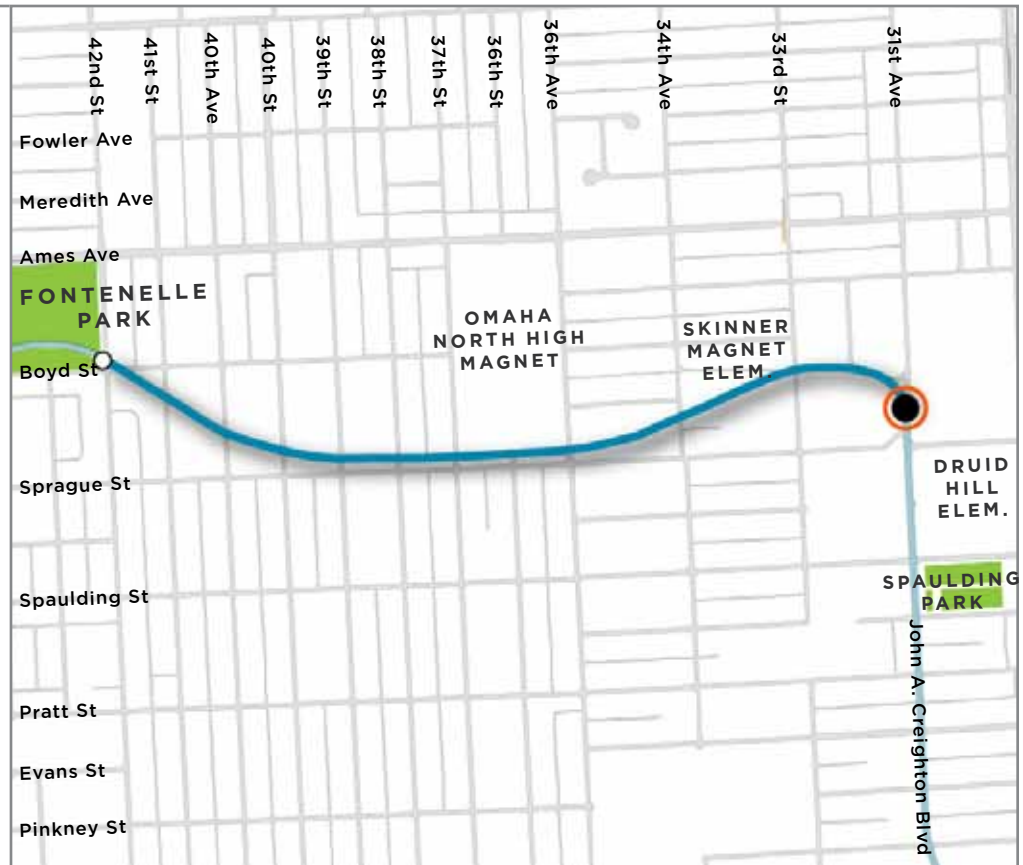 42nd St
41st St
40th Ave
40th St
39th St
38th St
37th St
36th St
36th Ave
34th Ave
33rd St
31st Ave
Fowler Ave
Meredith Ave
Ames Ave
FONTENELLE
PARK
OMAHA
NORTH HIGH
MAGNET
SKINNER
MAGNET
ELEM.
Boyd St
Sprague St
DRUID
HILL
ELEM.
Spaulding St
SPAULDING
PARK
John A. Creighton Blvd
Pratt St
Evans St
Pinkney St